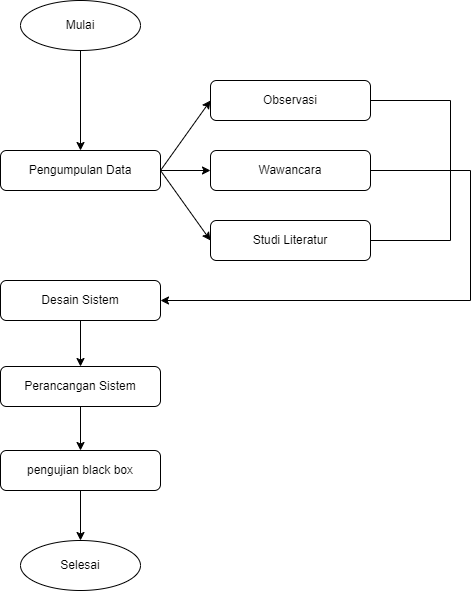 Mulai
Observasi
Pengumpulan Data
Wawancara
Studi Literatur
Desain Sistem
Perancangan Sistem
pengujian black box
Selesai